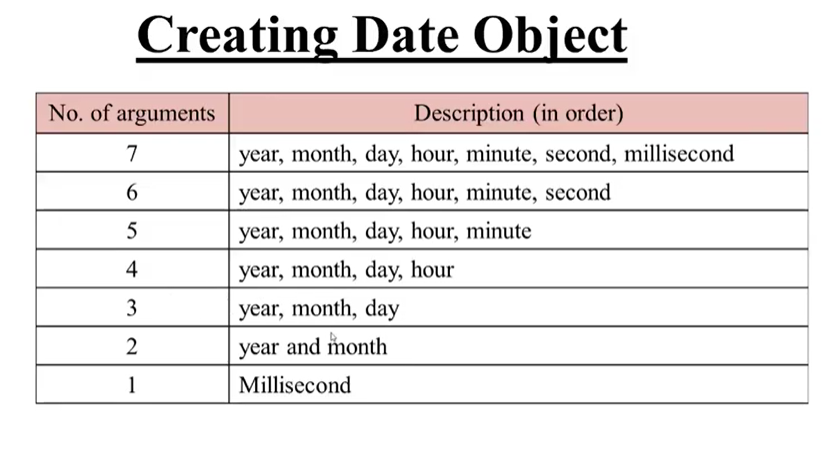 Creating Date Object
No. of arguments Description (in order)
7 year, month, day, hour, minute, second, millisecond
6 year, month, day, hour, minute, second
5 year, month, day, hour, minute
4 year, month, day, hour
3 year, month, day
2 year and month
1 Millisecond